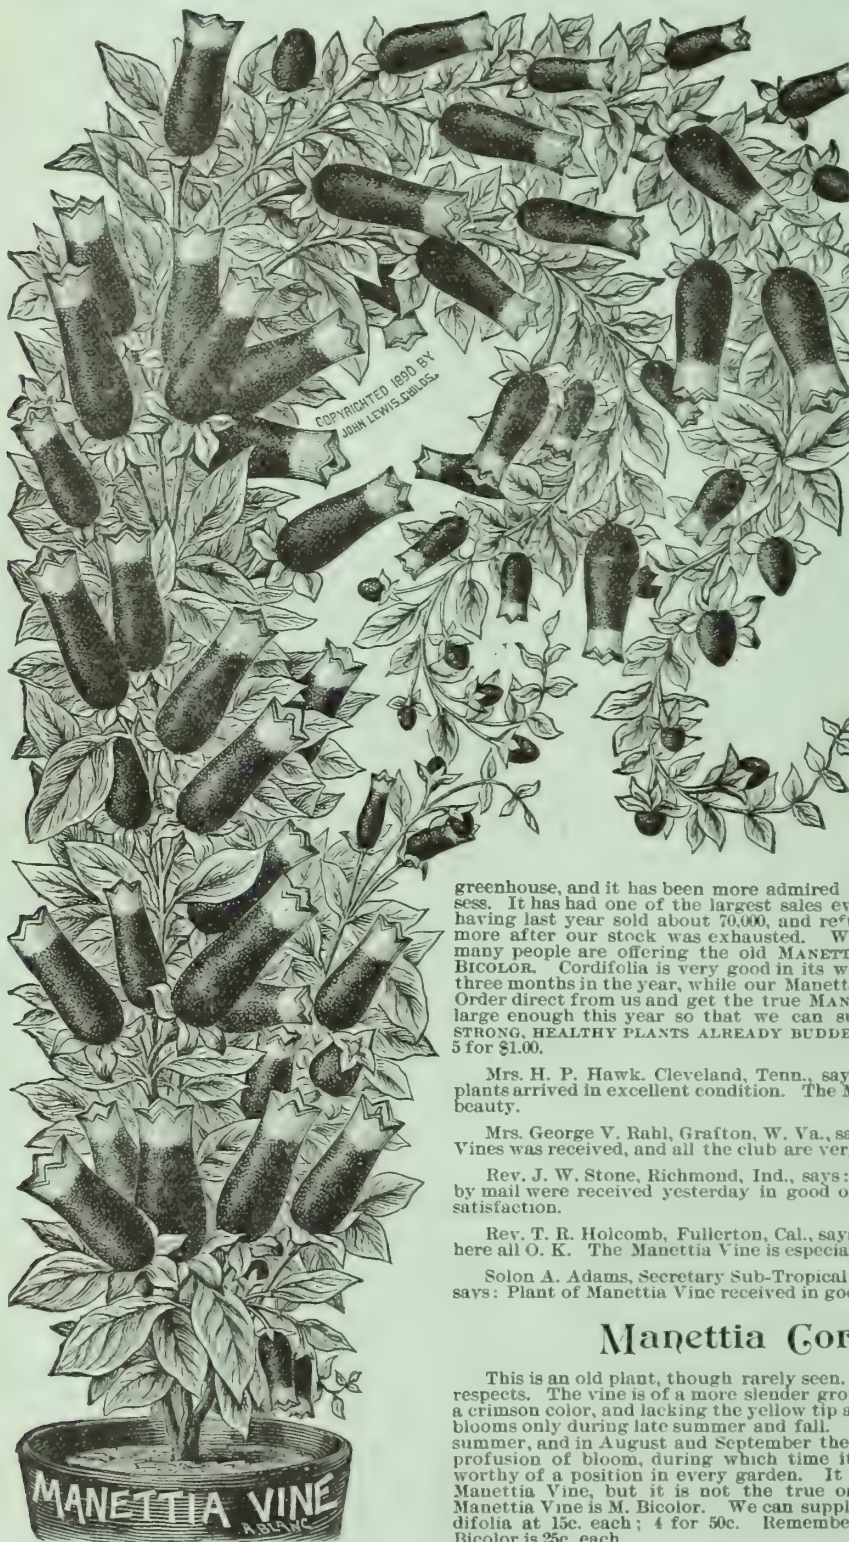 COPYRIGHTED 1890 BY
JOHN LEWIS CHILDS.
greenhouse, and it has been more admired
sess. It has had one of the largest sales ev
having last year sold about 70,000, and ref
more after our stock was exhausted. W
many people are offering the old MANETT
BICOLOR. Cordifolia is very good in its w
three months in the year, while our Manett
Order direct from us and get the true MAN
large enough this year so that we can su
STRONG, HEALTHY PLANTS ALREADY BUDDE
5 for $1.00.
Mrs. H. P. Hawk. Cleveland, Tenn., say
plants arrived in excellent condition. The M
beauty.
Mrs. George V. Rahl, Grafton, W. Va., sa
Vines was received, and all the club are ver
Rev. J. W. Stone, Richmond, Ind., says:
by mail were received yesterday in good o
satisfaction.
Rev. T. R. Holcomb, Fullerton, Cal., say
here all O. K. The Manettia Vine is especia
Solon A. Adams, Secretary Sub-Tropical
says: Plant of Manettia Vine received in goo
Manettia Cor
This is an old plant, though rarely seen.
respects. The vine is of a more slender gro
a crimson color, and lacking the yellow tip a
blooms only during late summer and fall.
summer, and in August and September the
profusion of bloom, during which time it
worthy of a position in every garden. It
Manettia Vine, but it is not the true or
Manettia Vine is M. Bicolor. We can suppl
difolia at 15c. each; 4 for 50c. Remembe
Bicolor is 25c. each
MANETTIA VINE
A. BLANC